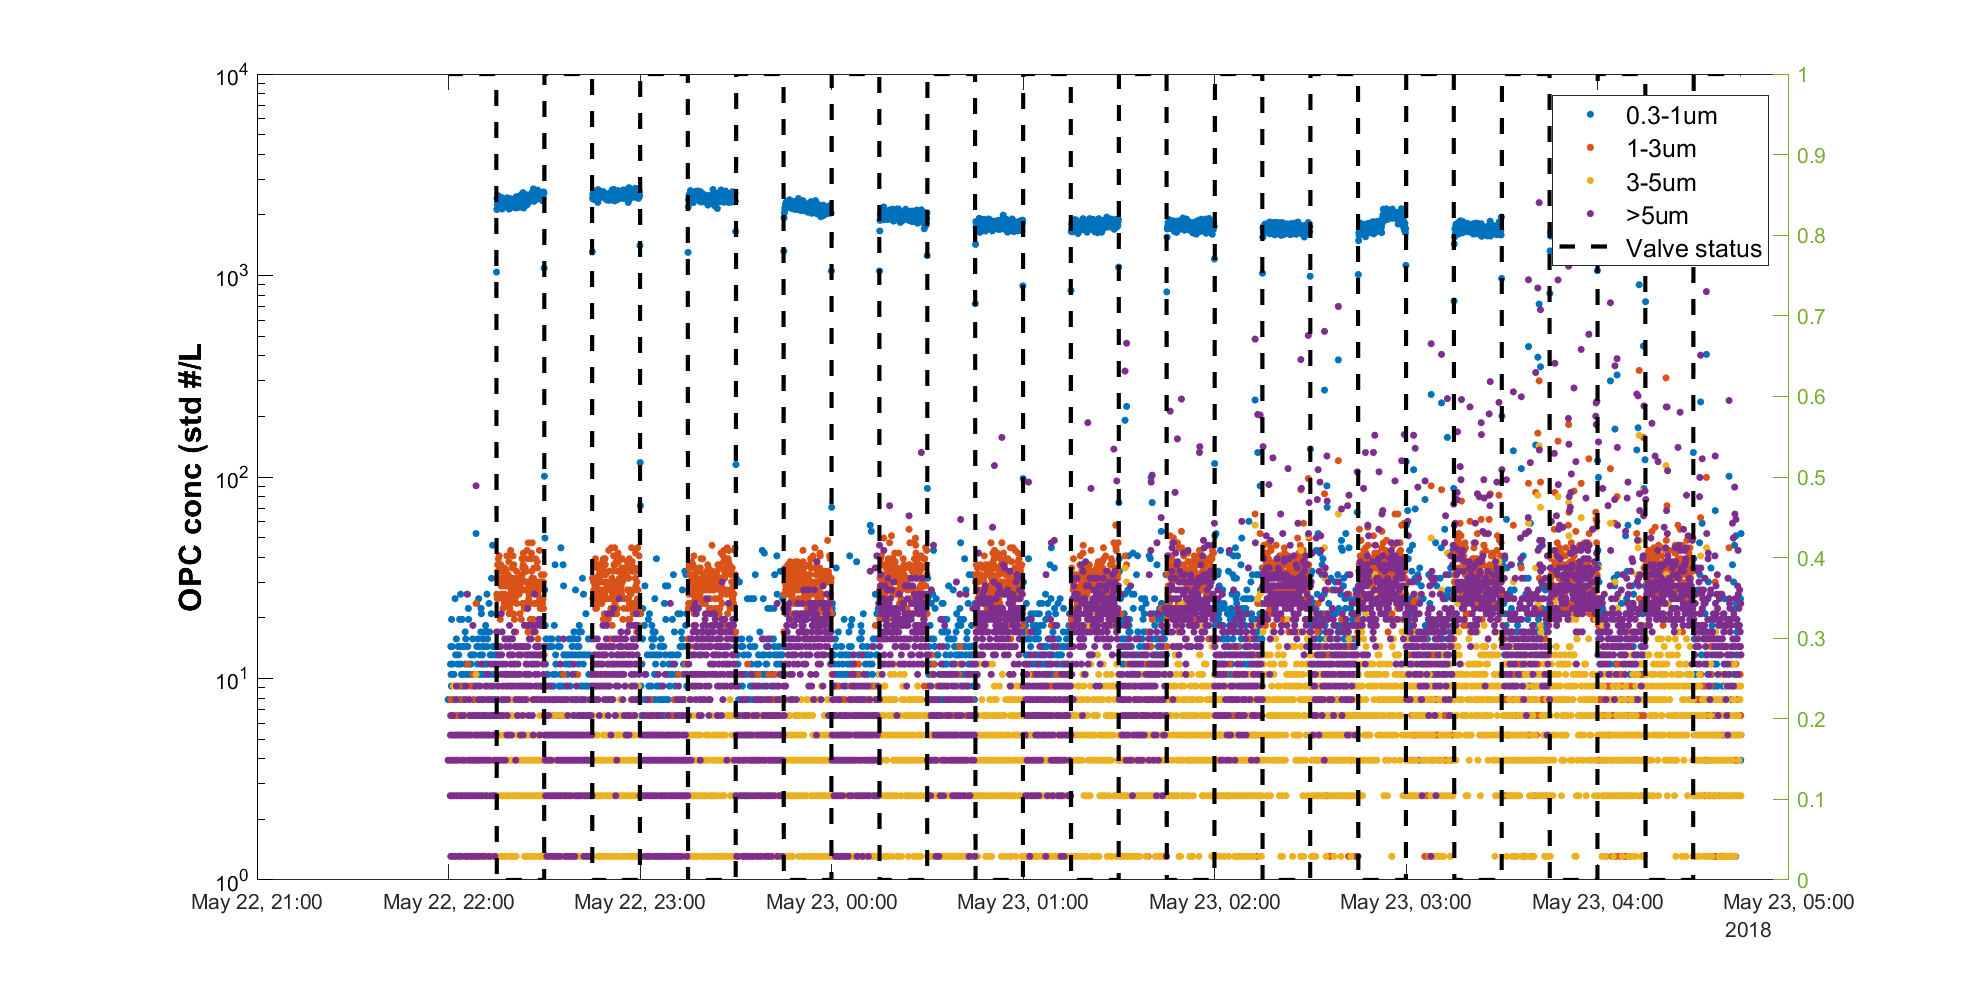 OPC conc (std #/L
10^4
10^3
10^2
10^1
10^0
1
0.9
0.8
0.7
0.6
0.5
0.4
0.3
0.2
0.1
0
0.3-1um
1-3um
3-5um
>5um
Valve status
May 22, 21:00
May 22, 22:00
May 22, 23:00
May 23, 00:00
May 23, 01:00
May 23, 02:00
May 23, 03:00
May 23, 04:00
May 23, 05:00
2018